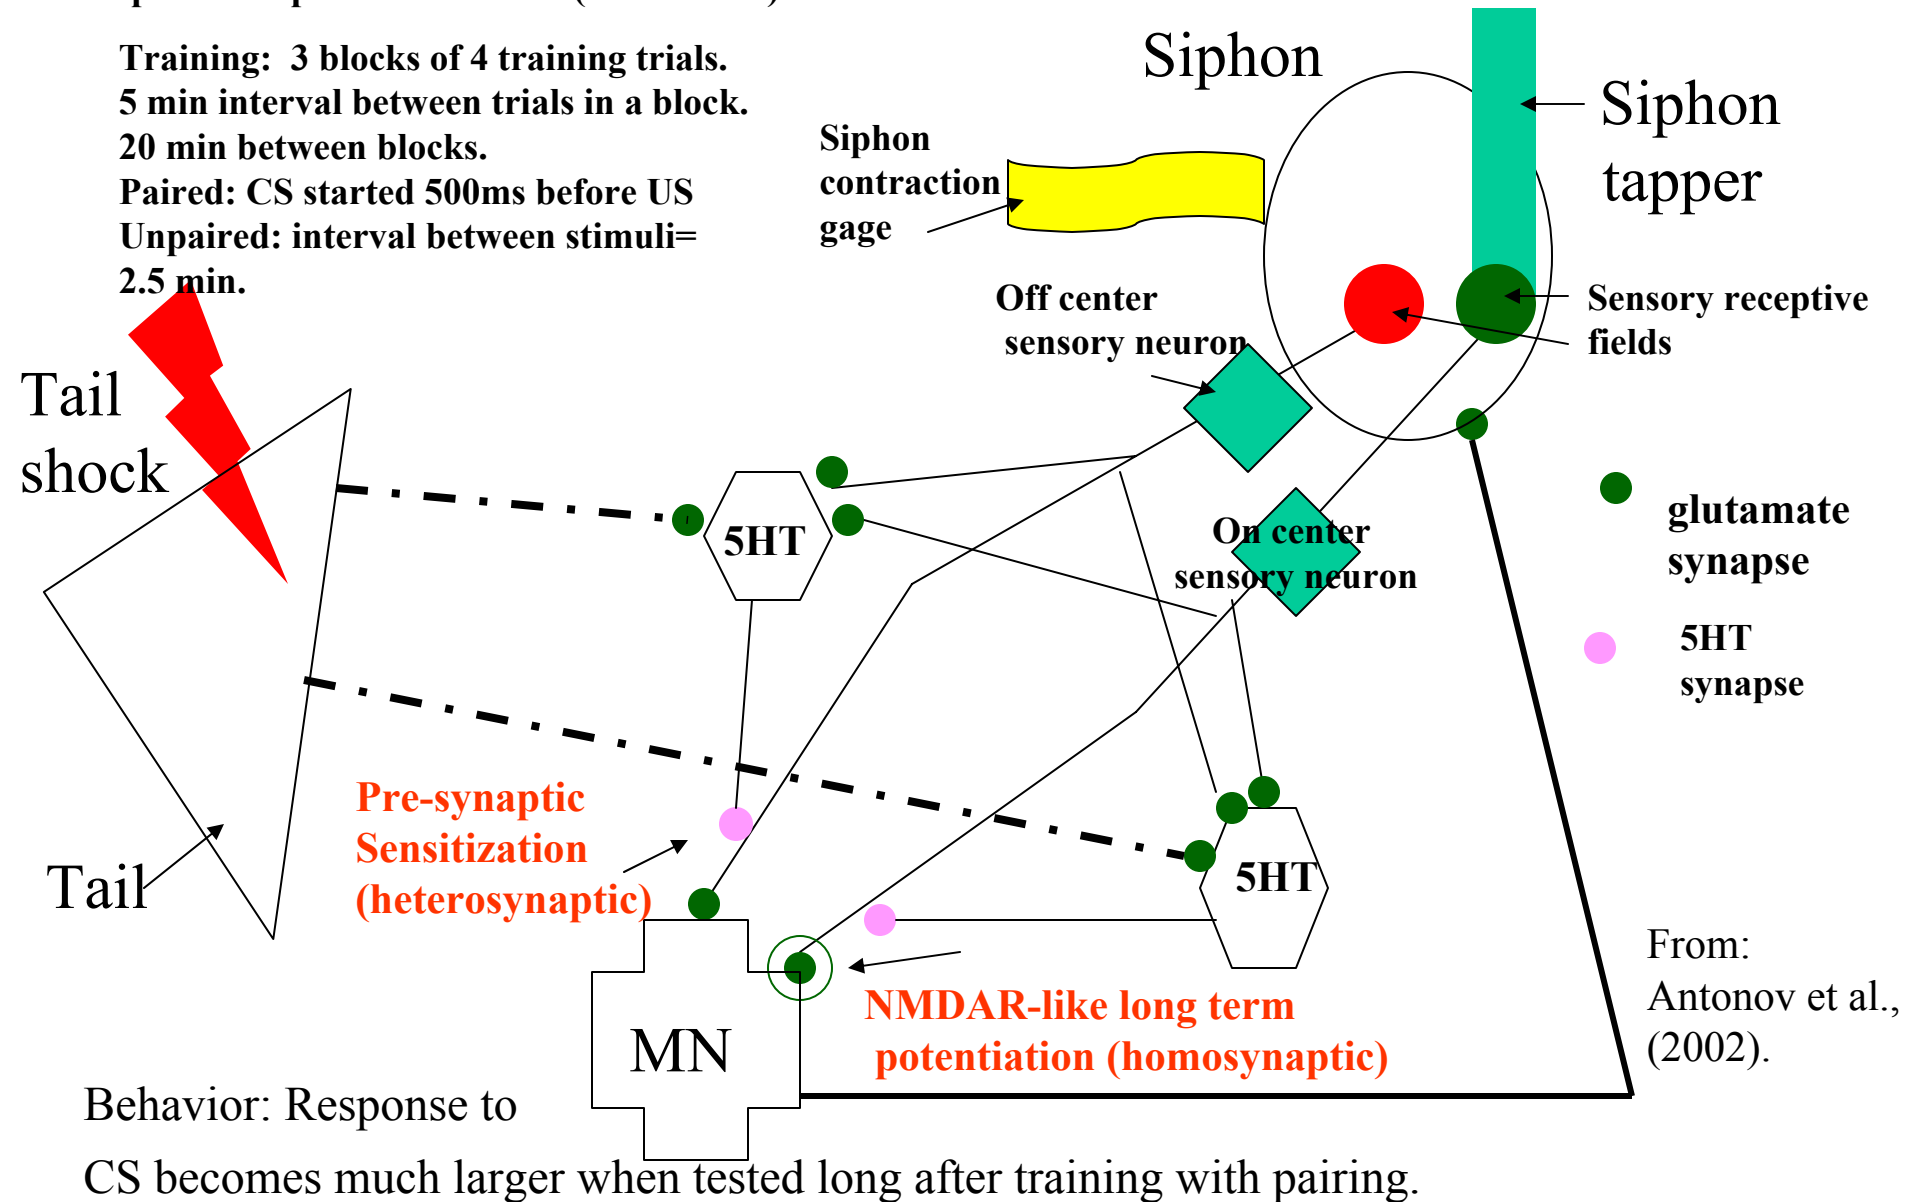 Training: 3 blocks of 4 training trials.
5 min interval between trials in a block.
20 min between blocks.
Paired: CS started 500ms before US
Unpaired: interval between stimuli=
2.5 min.
Siphon
Siphon
tapper
Siphon
contraction
gage
Off center
sensory neuron
Sensory receptive
fields
Tail
shock
5HT
On center
sensory neuron
glutamate
synapse
5HT
synapse
Pre-synaptic
Sensitization
(heterosynaptic)
Tail
5HT
From:
Antonov et al.,
(2002).
NMDAR-like long term
potentiation (homosynaptic)
MN
Behavior: Response to
CS becomes much larger when tested long after training with pairing.